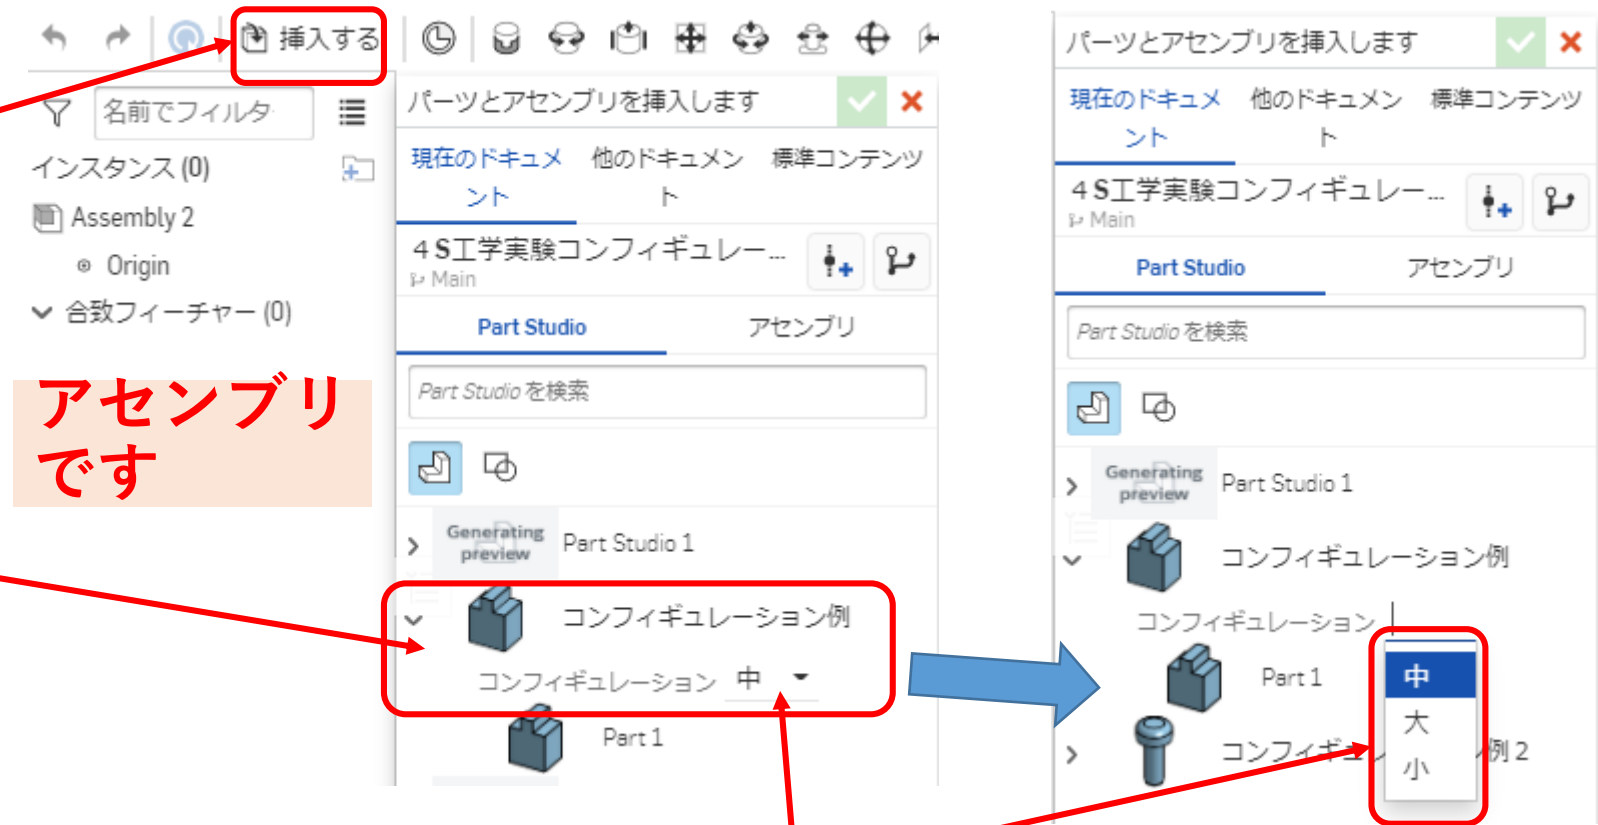 挿入する
名前でフィルタ
インスタンス (0)
Assembly 2
Origin
合致フィーチャー (0)
アセンブリ
です
パーツとアセンブリを挿入します
現在のドキュメ
ント
他のドキュメン
ト
標準コンテンツ
４S工学実験コンフィギュレー...
Main
Part Studio
アセンブリ
Part Studio を検索
Generating
preview
Part Studio 1
コンフィギュレーション例
コンフィギュレーション 中
Part 1
パーツとアセンブリを挿入します
現在のドキュメ
ント
他のドキュメン
ト
標準コンテンツ
４S工学実験コンフィギュレー...
Main
Part Studio
アセンブリ
Part Studio を検索
Generating
preview
Part Studio 1
コンフィギュレーション例
コンフィギュレーション
Part 1
中
大
小
コンフィギュ
例 2